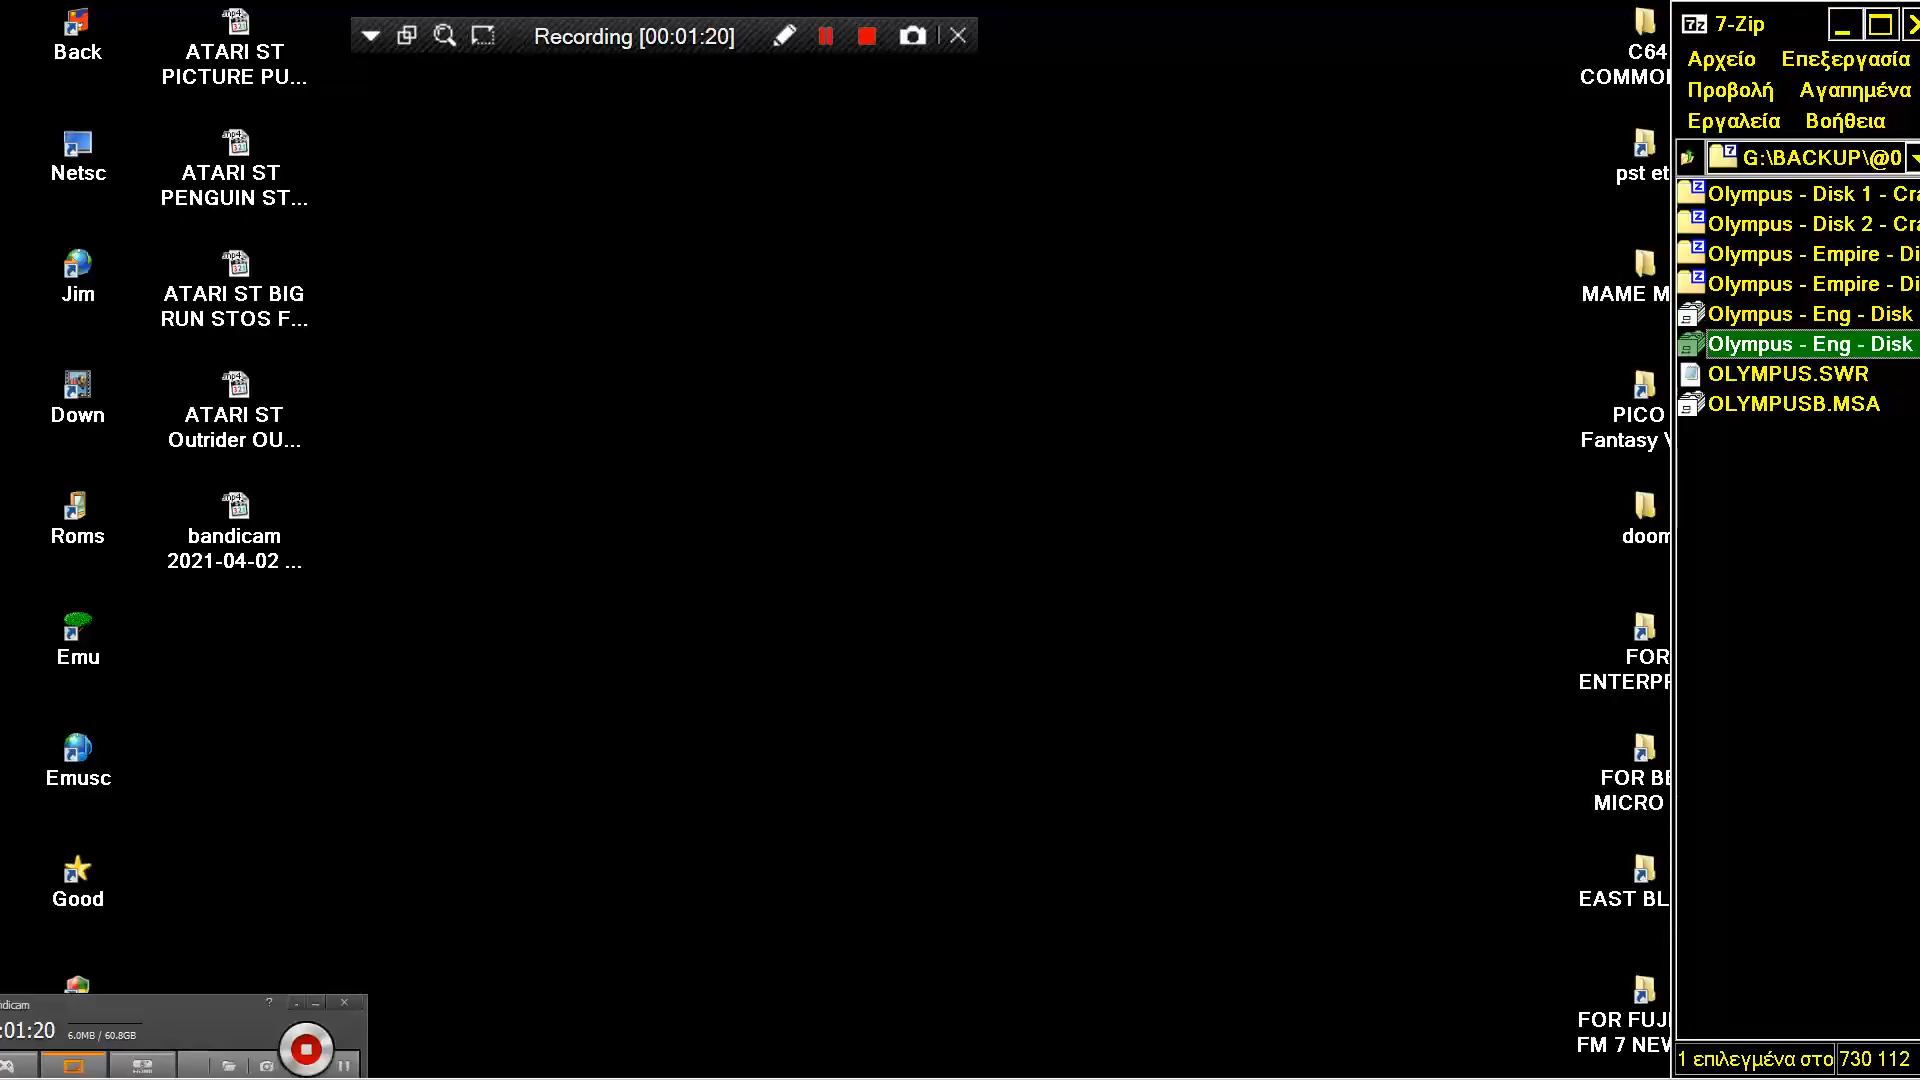 Back
ATARI ST
PICTURE PU...
Recording [00:01:20]
C64
7-Zip
Αρχείο Επεξεργασία
Προβολή Αγαπημένα
Εργαλεία Βοήθεια
G:\BACKUP\@0
Netsc
ATARI ST
PENGUIN ST...
pst et
Olympus - Disk 1 - Cra
Olympus - Disk 2 - Cra
Olympus - Empire - Di
Olympus - Empire - Di
Olympus - Eng - Disk
Olympus - Eng - Disk
OLYMPUS.SWR
OLYMPUSB.MSA
Jim
ATARI ST BIG
RUN STOS F...
MAME M
Down
ATARI ST
Outrider OU...
PICO
Fantasy
Roms
bandicam
2021-04-02 ...
doom
Emu
FOR
ENTERPR
Emusc
FOR BE
MICRO
Good
EAST BL
FOR FUJI
FM 7 NEW
ndicam
:01:20
6.0MB / 60.8GB
1 επιλεγμένα στο
730 112